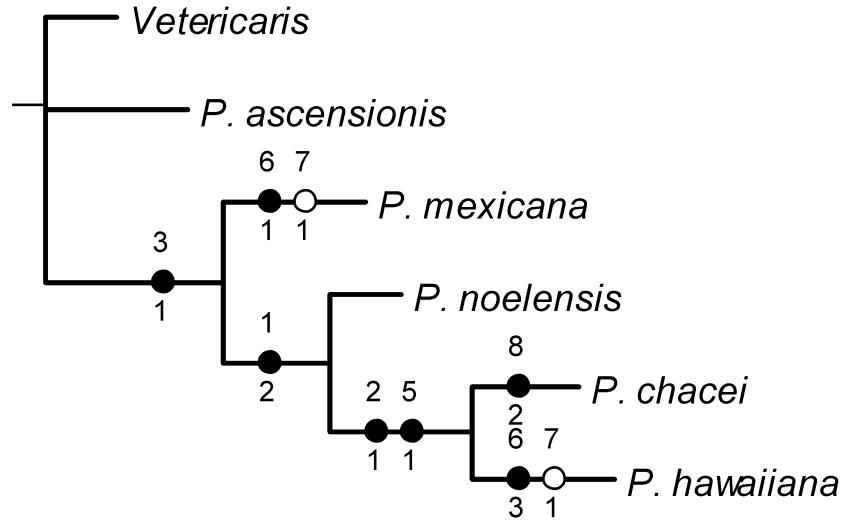 Vetericaris
P. ascensionis
6 7
P. mexicana
1 1
3
1
P. noelensis
1
2
8
P. chacei
2
2 5
1 1
6 7
P. hawaiiana
3 1